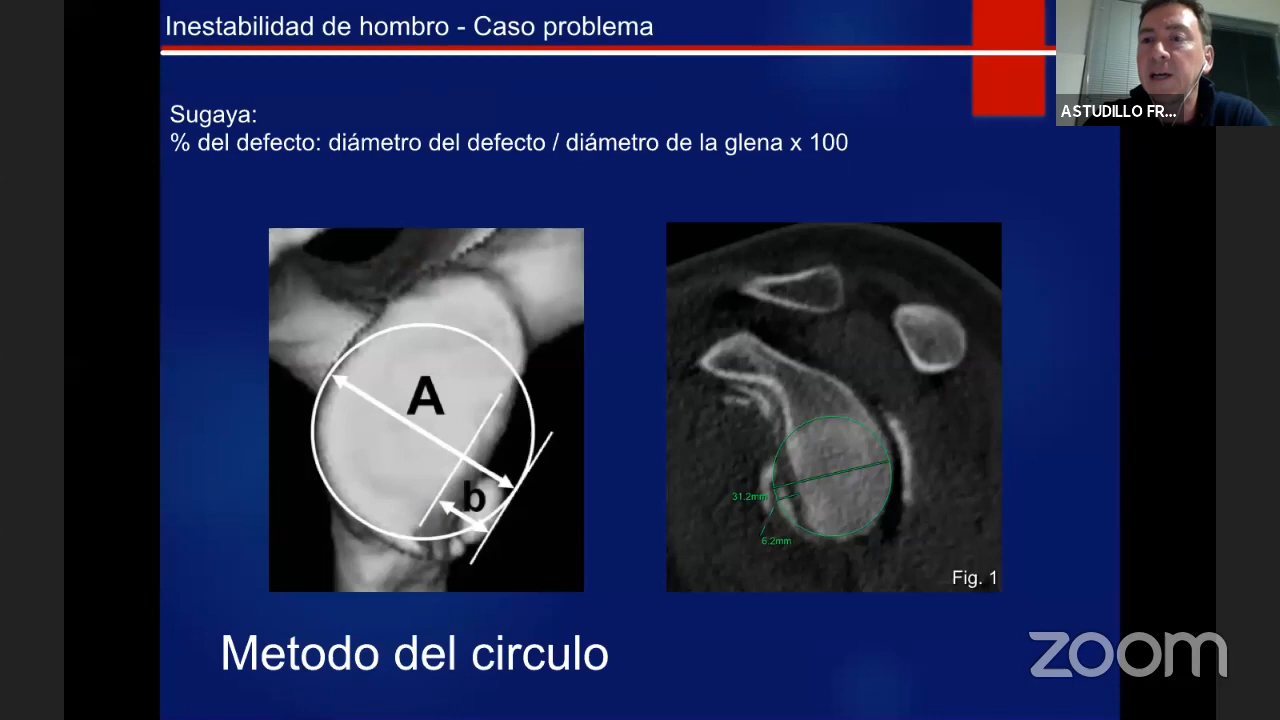 Inestabilidad de hombro - Caso problema
ASTUDILLO FR...
Sugaya:
% del defecto: diámetro del defecto / diámetro de la glena x 100
A
b
31.2mm
6.2mm
Fig. 1
Metodo del circulo
zoom